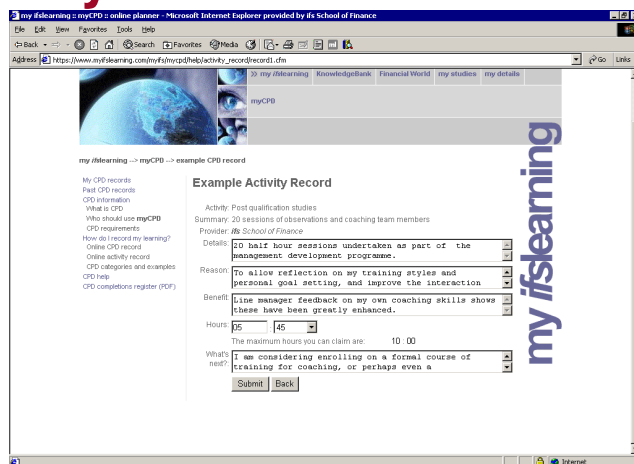 my ifslearning :: myCPD :: online planner - Microsoft Internet Explorer provided by ifs School of Finance
File Edit View Favorites Tools Help
Back Search Favorites Media
Address https://www.myifslearning.com/myifs/mycpd/help/activity_record/record1.cfm Go Links
>> my ifslearning KnowledgeBank Financial World my studies my details
myCPD
my ifslearning --> myCPD --> example CPD record
My CPD records
Past CPD records
CPD information
What is CPD
Who should use myCPD
CPD requirements
How do I record my learning?
Online CPD record
Online activity record
CPD categories and examples
CPD help
CPD completions register (PDF)
Example Activity Record
Activity: Post qualification studies
Summary: 20 sessions of observations and coaching team members
Provider: ifs School of Finance
Details: 20 half hour sessions undertaken as part of the
management development programme.
Reason: To allow reflection on my training styles and
personal goal setting, and improve the interaction
Benefit: Line manager feedback on my own coaching skills shows
these have been greatly enhanced.
Hours: 05 : 45
The maximum hours you can claim are: 10 : 00
What's next? I am considering enrolling on a formal course of
training for coaching, or perhaps even a
Submit Back
my ifslearning
Internet